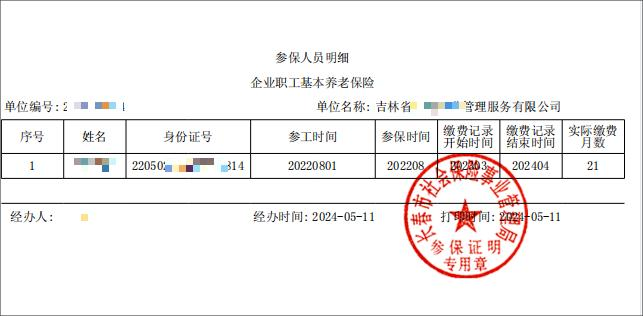 参保人员明细
企业职工基本养老保险
单位编号: 单位名称: 吉林省 管理服务有限公司
序号 姓名 身份证号 参工时间 参保时间 缴费记录开始时间 缴费记录结束时间 实际缴费月数
1 22050 314 20220801 202208 202404 21
经办人: 经办时间: 2024-05-11 打印时间: 2024-05-11
长春市社会保险事业管理局
参保证明
专用章